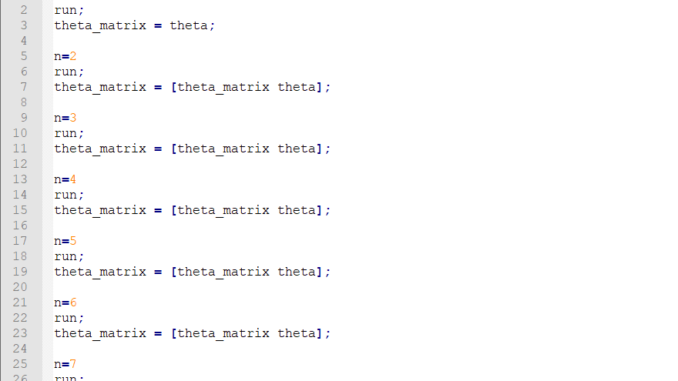 2 run;
3 theta_matrix = theta;
4
5 n=2
6 run;
7 theta_matrix = [theta_matrix theta];
8
9 n=3
10 run;
11 theta_matrix = [theta_matrix theta];
12
13 n=4
14 run;
15 theta_matrix = [theta_matrix theta];
16
17 n=5
18 run;
19 theta_matrix = [theta_matrix theta];
20
21 n=6
22 run;
23 theta_matrix = [theta_matrix theta];
24
25 n=7
26 run;